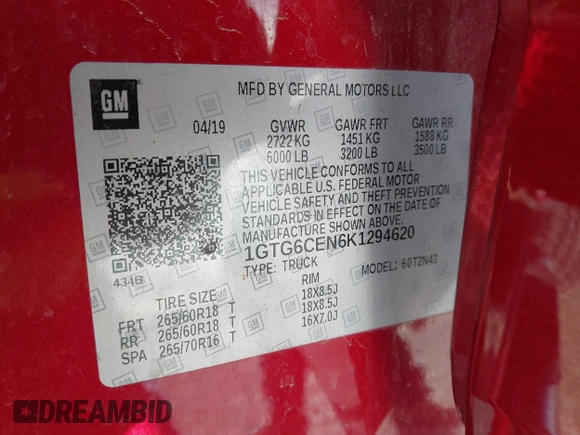 GM
MFD BY GENERAL MOTORS LLC
04/19 GVWR GAWR FRT GAWR RR
2722 KG 1451 KG 1588 KG
6000 LB 3200 LB 3500 LB
THIS VEHICLE CONFORMS TO ALL
APPLICABLE U.S. FEDERAL MOTOR
VEHICLE SAFETY AND THEFT PREVENTION
STANDARDS IN EFFECT ON THE DATE OF
MANUFACTURE SHOWN ABOVE.
1GTG6CEN6K1294620
TYPE: TRUCK MODEL: 60T2N43
434B
TIRE SIZE RIM
FRT 265/60R18 T 18X8.5J
RR 265/60R18 T 18X8.5J
SPA 265/70R16 T 16X7.0J
DREAMBID